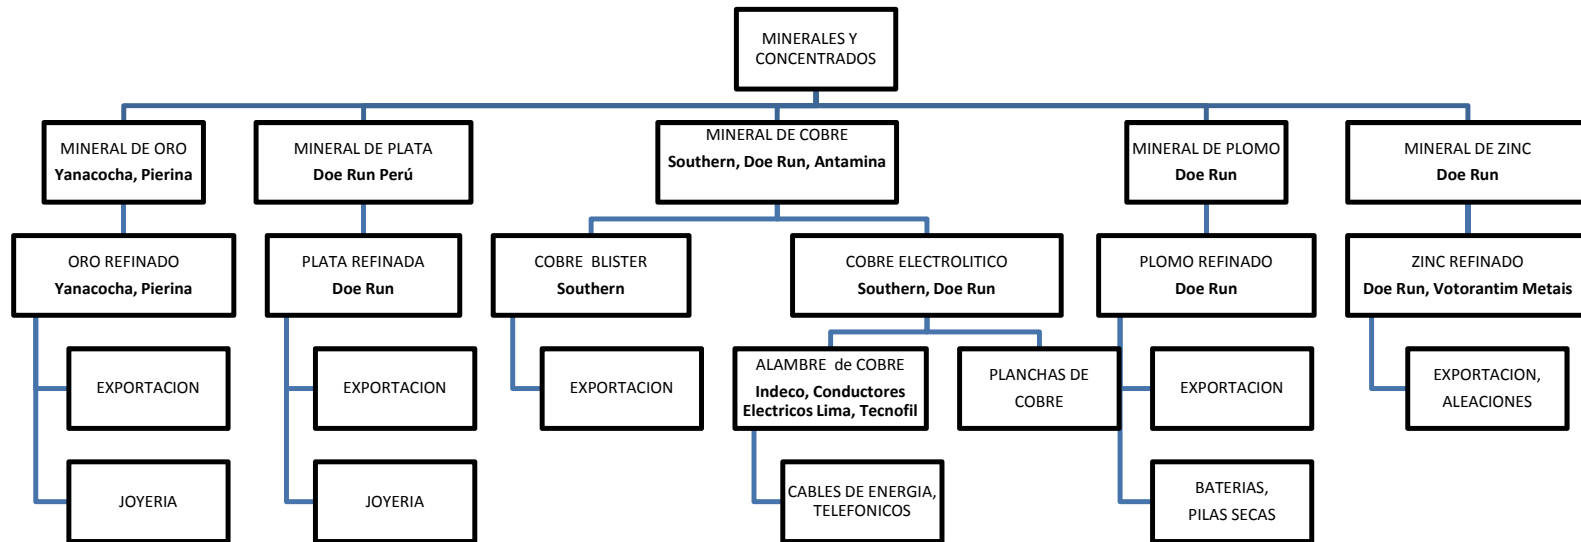 MINERALES Y
CONCENTRADOS
MINERAL DE ORO
Yanacocha, Pierina
MINERAL DE PLATA
Doe Run Perú
MINERAL DE COBRE
Southern, Doe Run, Antamina
MINERAL DE PLOMO
Doe Run
MINERAL DE ZINC
Doe Run
ORO REFINADO
Yanacocha, Pierina
PLATA REFINADA
Doe Run
COBRE BLISTER
Southern
COBRE ELECTROLITICO
Southern, Doe Run
PLOMO REFINADO
Doe Run
ZINC REFINADO
Doe Run, Votorantim Metais
EXPORTACION
EXPORTACION
EXPORTACION
ALAMBRE de COBRE
Indeco, Conductores
Electricos Lima, Tecnofil
PLANCHAS DE
COBRE
EXPORTACION
EXPORTACION,
ALEACIONES
JOYERIA
JOYERIA
CABLES DE ENERGIA,
TELEFONICOS
BATERIAS,
PILAS SECAS